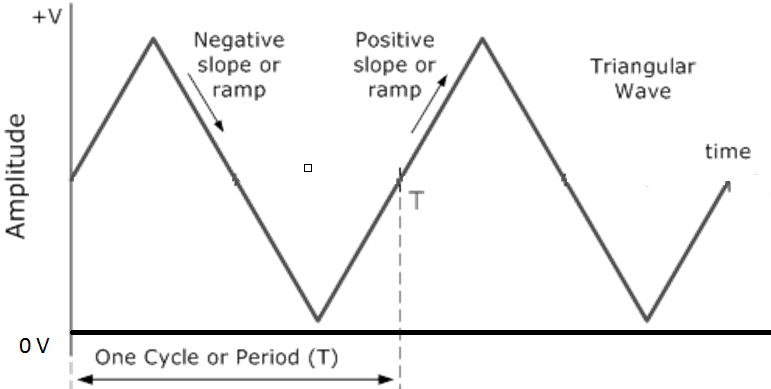 +V
Negative
slope or
ramp
Positive
slope or
ramp
Triangular
Wave
time
Amplitude
T
0 V
One Cycle or Period (T)